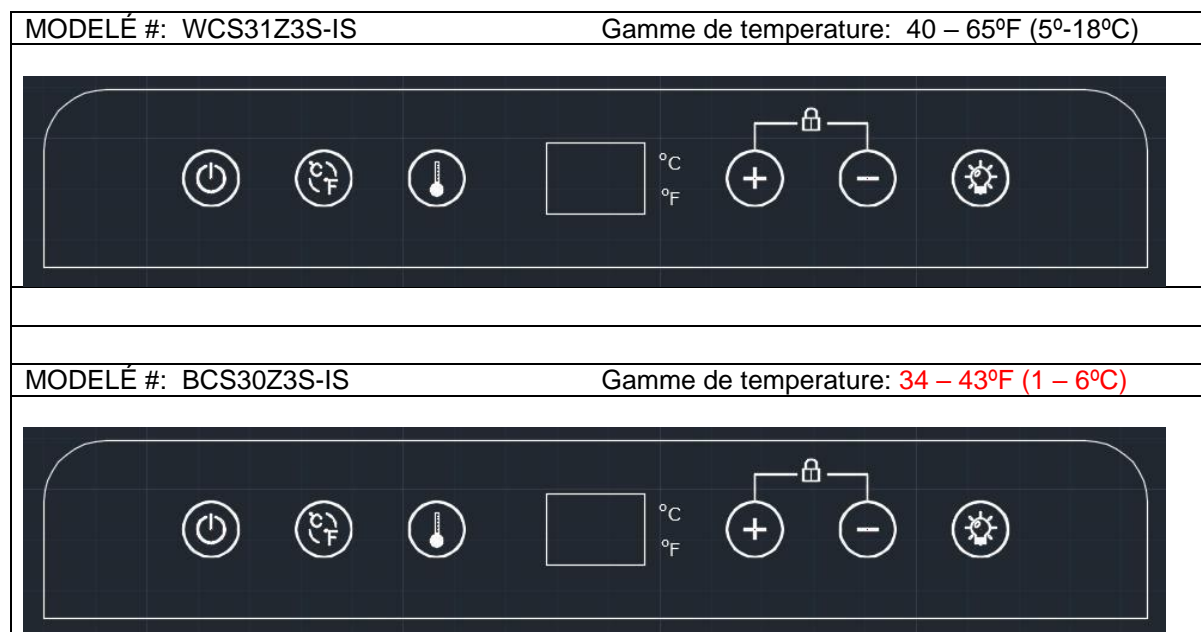 MODELÉ #: WCS31Z3S-IS Gamme de temperature: 40 – 65ºF (5º-18ºC)
°C
°F
C F
+ −
MODELÉ #: BCS30Z3S-IS Gamme de temperature: 34 – 43ºF (1 – 6ºC)
°C
°F
C F
+ −